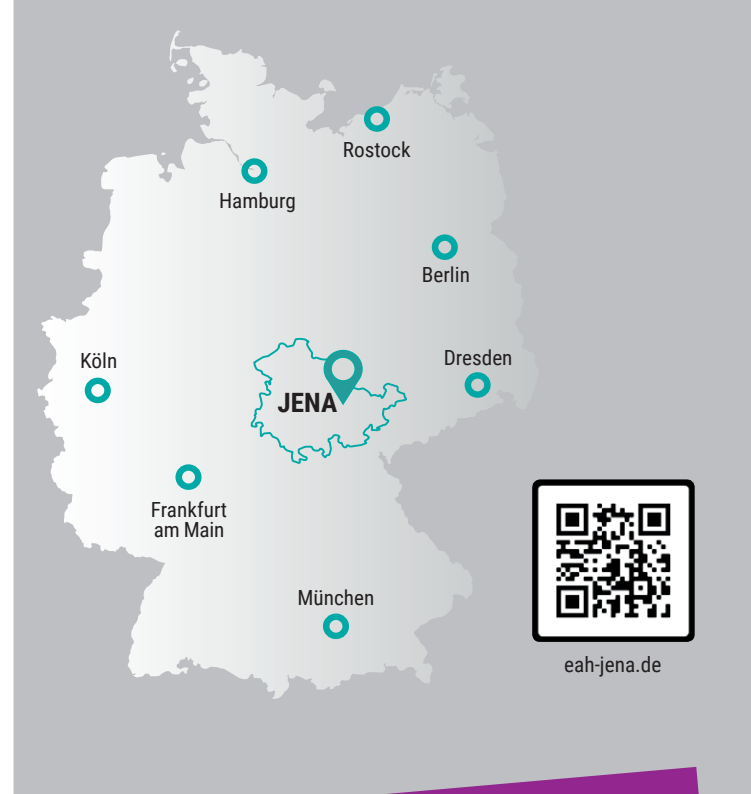 Rostock
Hamburg
Berlin
Köln
Dresden
JENA
Frankfurt
am Main
München
eah-jena.de